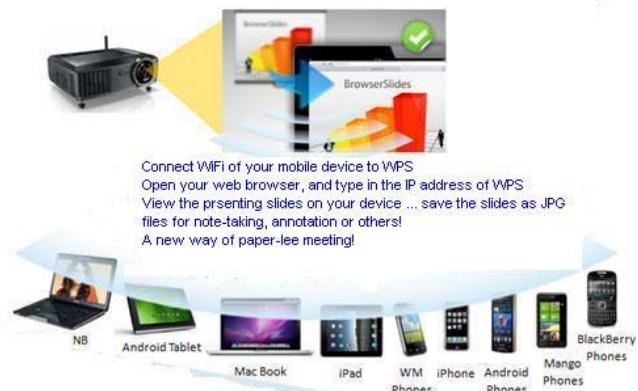 BrowserSlides
BrowserSlides
Connect WiFi of your mobile device to WPS
Open your web browser, and type in the IP address of WPS
View the prsenting slides on your device ... save the slides as JPG
files for note-taking, annotation or others!
A new way of paper-lee meeting!
NB
Android Tablet
Mac Book
iPad
WM
Phones
iPhone
Android
Phones
Mango
Phones
BlackBerry
Phones